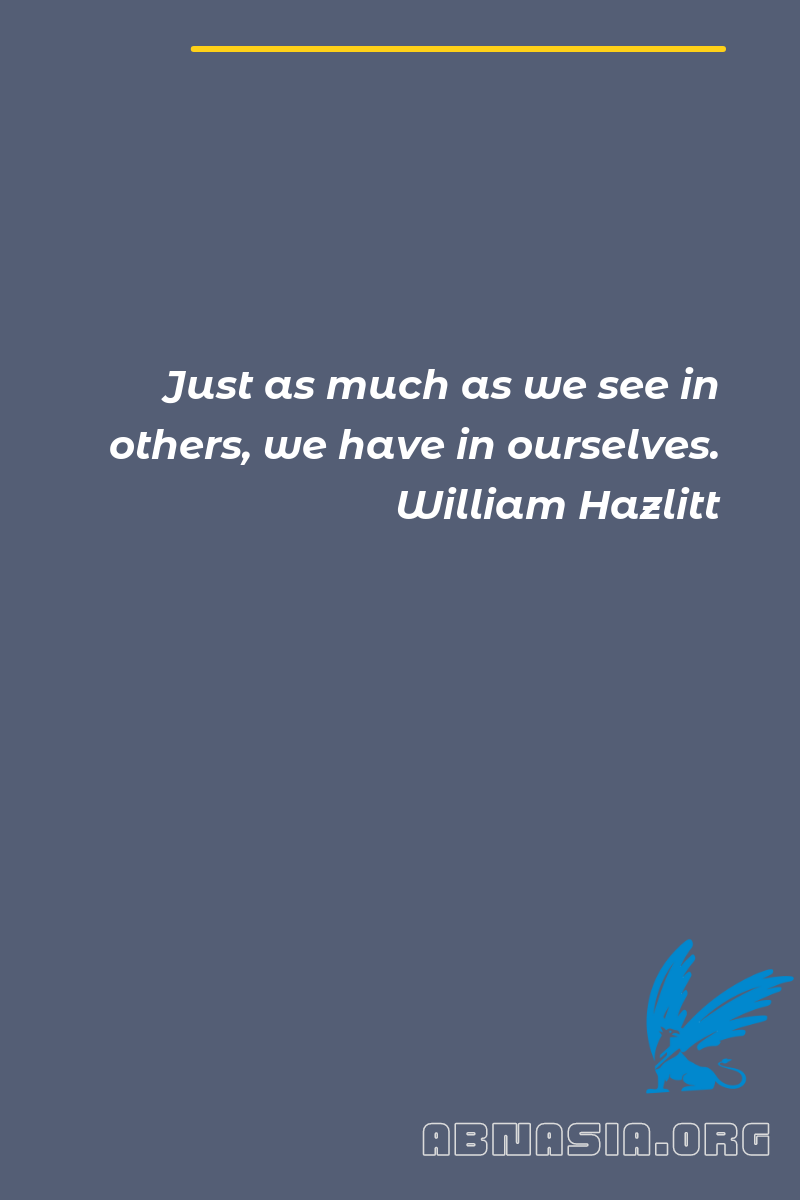 Just as much as we see in
others, we have in ourselves.
William Hazlitt
ABNASIA.ORG